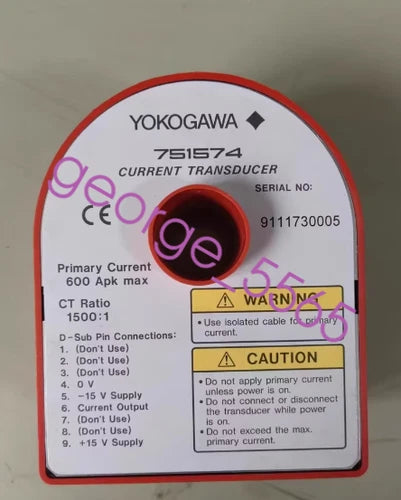 YOKOGAWA
751574
CURRENT TRANSDUCER
SERIAL NO:
9111730005
CE
george_5565
Primary Current
600 Apk max
CT Ratio
1500:1
D-Sub Pin Connections:
1. (Don't Use)
2. (Don't Use)
3. (Don't Use)
4. 0 V
5. -15 V Supply
6. Current Output
7. (Don't Use)
8. (Don't Use)
9. +15 V Supply
WARNING
• Use isolated cable for primary
current.
CAUTION
• Do not apply primary current
unless power is on.
• Do not connect or disconnect
the transducer while power
is on.
• Do not exceed the max.
primary current.